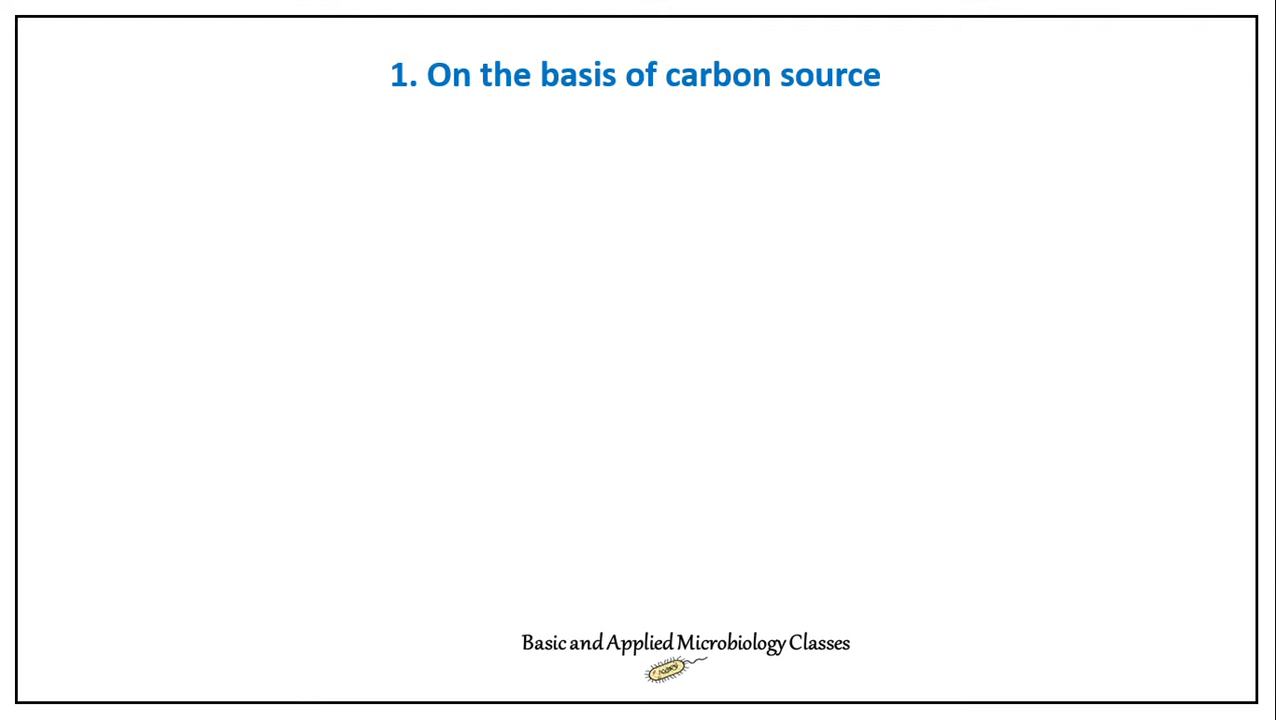 1. On the basis of carbon source
Basic and Applied Microbiology Classes